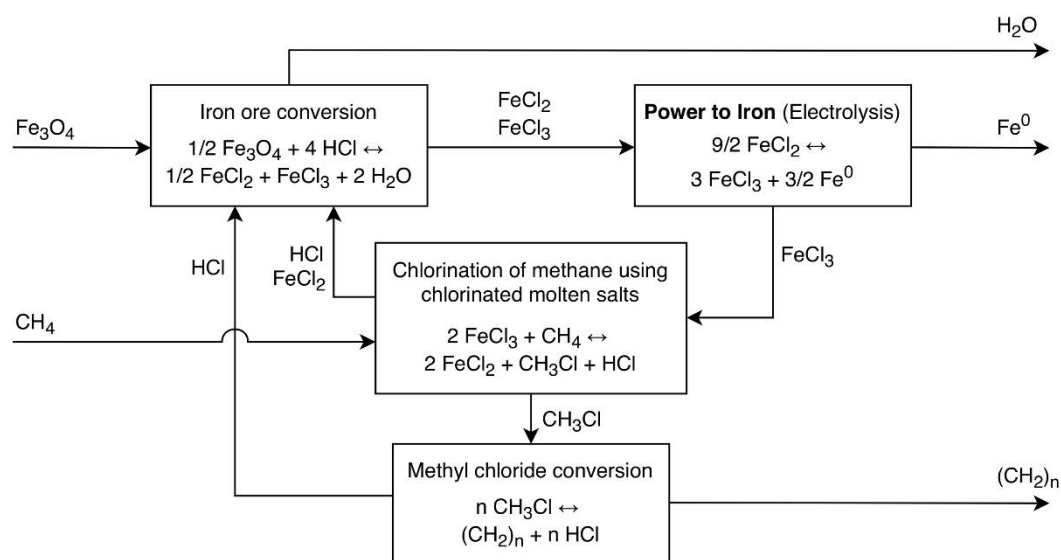 H₂O
Fe₃O₄
Iron ore conversion
1/2 Fe₃O₄ + 4 HCl ↔
1/2 FeCl₂ + FeCl₃ + 2 H₂O
FeCl₂
FeCl₃
Power to Iron (Electrolysis)
9/2 FeCl₂ ↔
3 FeCl₃ + 3/2 Fe⁰
Fe⁰
HCl
HCl
FeCl₂
FeCl₃
CH₄
Chlorination of methane using
chlorinated molten salts
2 FeCl₃ + CH₄ ↔
2 FeCl₂ + CH₃Cl + HCl
CH₃Cl
Methyl chloride conversion
n CH₃Cl ↔
(CH₂)ₙ + n HCl
(CH₂)ₙ